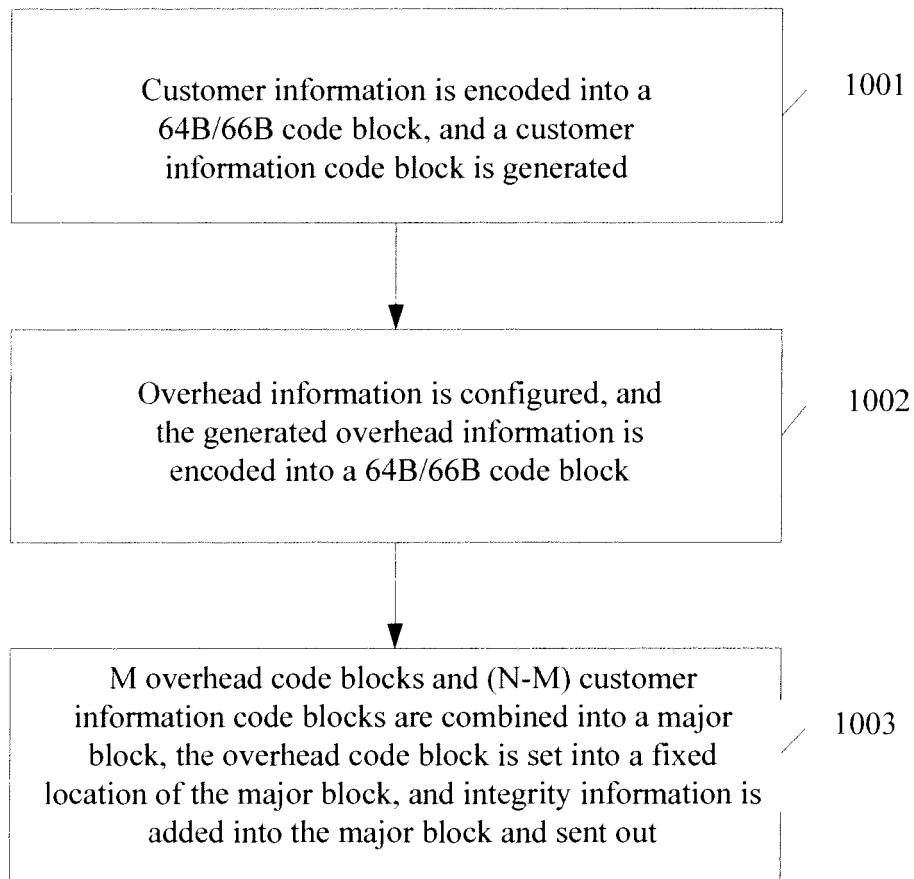 Customer information is encoded into a
64B/66B code block, and a customer
information code block is generated
1001
Overhead information is configured, and
the generated overhead information is
encoded into a 64B/66B code block
1002
M overhead code blocks and (N-M) customer
information code blocks are combined into a major
block, the overhead code block is set into a fixed
location of the major block, and integrity information is
added into the major block and sent out
1003